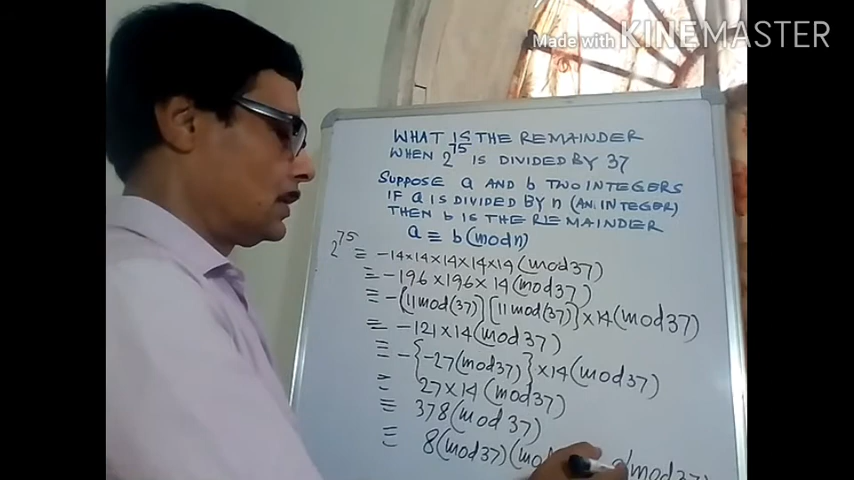 Made with KINEMASTER
WHAT IS THE REMAINDER
WHEN 2^75 IS DIVIDED BY 37
SUPPOSE a AND b TWO INTEGERS
IF a IS DIVIDED BY n (AN INTEGER)
THEN b IS THE REMAINDER
a ≡ b(mod n)
2^75 ≡ -14×14×14×14×14(mod 37)
≡ -196×196×14(mod 37)
≡ -{11mod(37)}{11mod(37)}×14(mod 37)
≡ -121×14(mod 37)
≡ -{-27(mod 37)}×14(mod 37)
≡ 27×14(mod 37)
≡ 378(mod 37)
≡ 8(mod 37)(mod 8(mod 37)